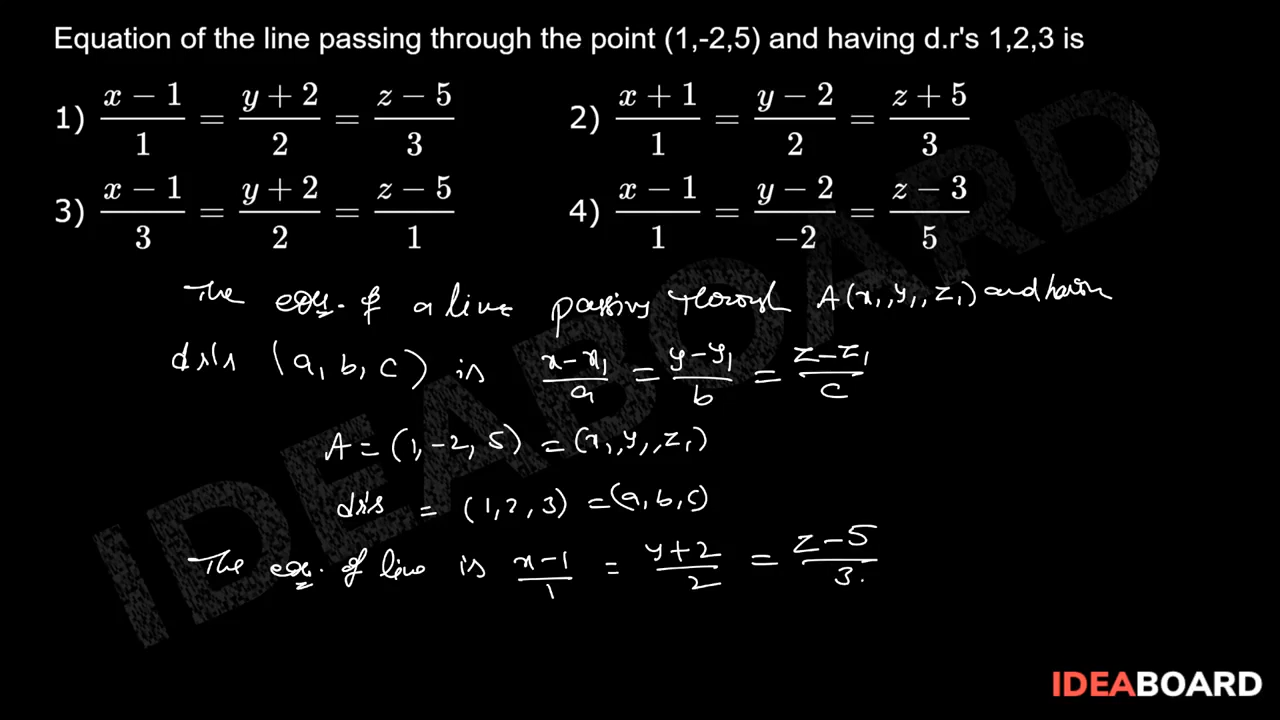 Equation of the line passing through the point (1,-2,5) and having d.r's 1,2,3 is
1) (x − 1)/1 = (y + 2)/2 = (z − 5)/3 2) (x + 1)/1 = (y − 2)/2 = (z + 5)/3
3) (x − 1)/3 = (y + 2)/2 = (z − 5)/1 4) (x − 1)/1 = (y − 2)/−2 = (z − 3)/5
The eqn. of a line passing through A(x₁, y₁, z₁) and having
dr's (a, b, c) is (x − x₁)/a = (y − y₁)/b = (z − z₁)/c
A = (1, −2, 5) = (x₁, y₁, z₁)
dr's = (1, 2, 3) = (a, b, c)
The eqn. of line is (x − 1)/1 = (y + 2)/2 = (z − 5)/3.
IDEABOARD
IDEABOARD